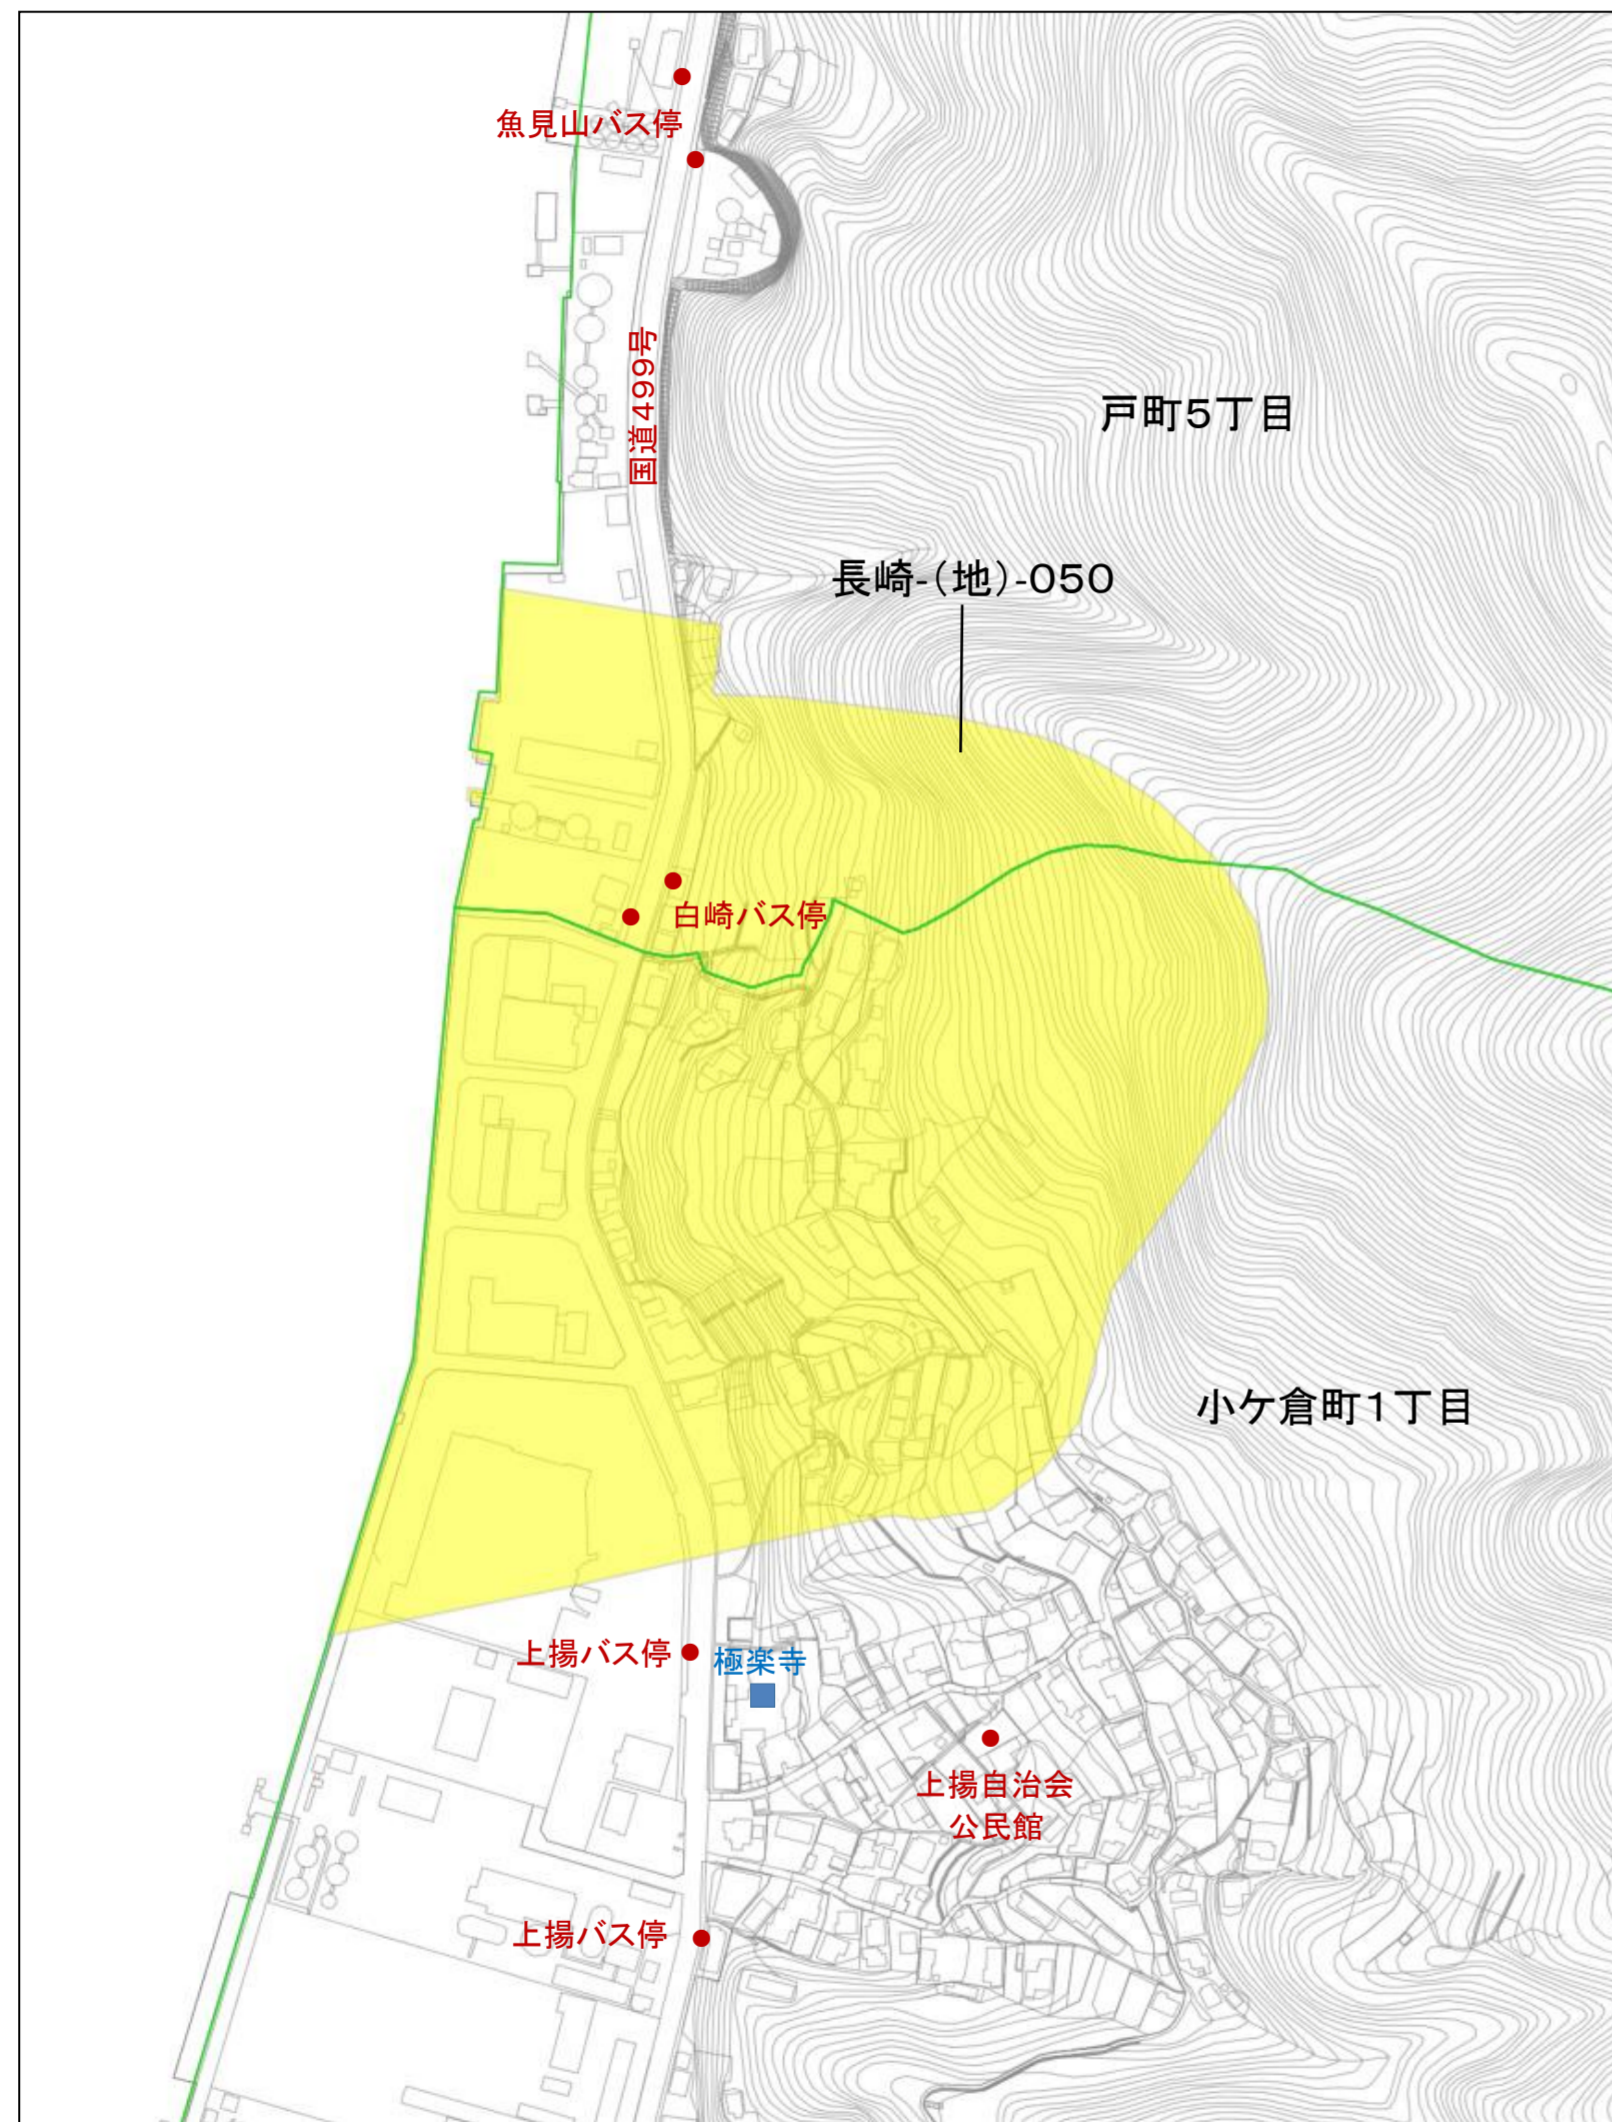 魚見山バス停
国道499号
戸町5丁目
長崎-(地)-050
白崎バス停
小ケ倉町1丁目
上揚バス停
極楽寺
上揚自治会
公民館
上揚バス停